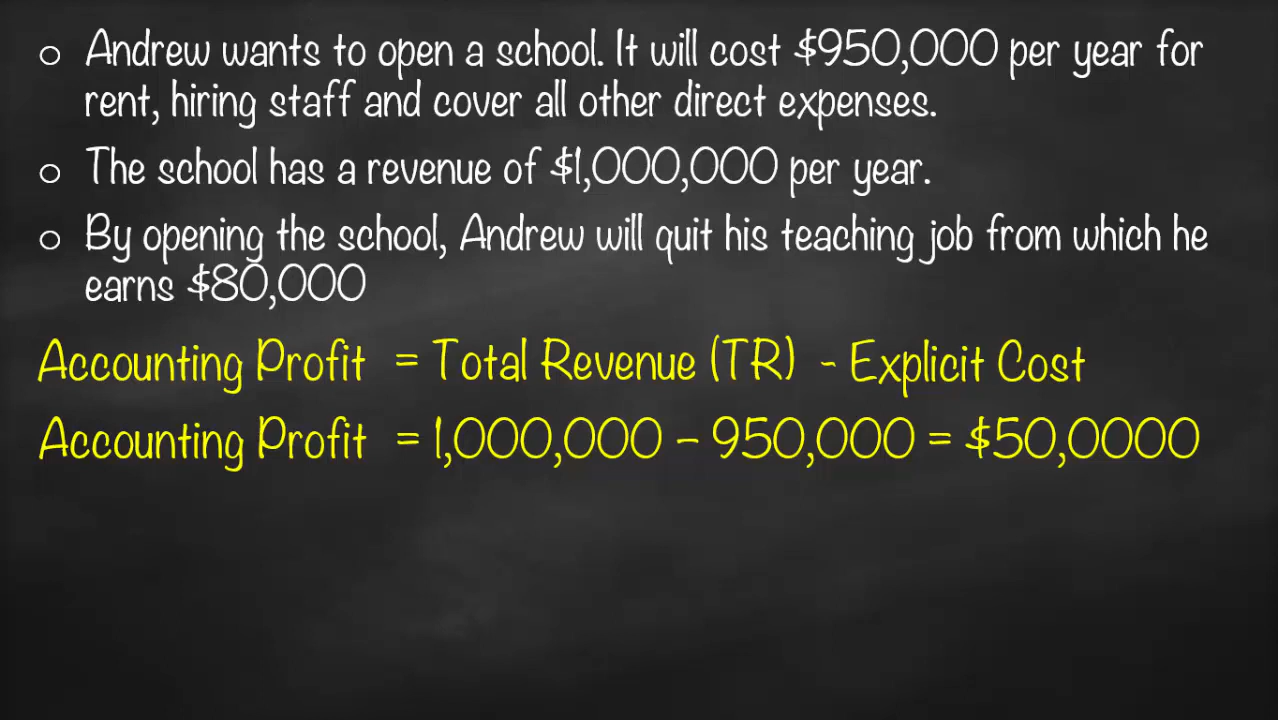 o Andrew wants to open a school. It will cost $950,000 per year for
rent, hiring staff and cover all other direct expenses.
o The school has a revenue of $1,000,000 per year.
o By opening the school, Andrew will quit his teaching job from which he
earns $80,000
Accounting Profit = Total Revenue (TR) - Explicit Cost
Accounting Profit = 1,000,000 – 950,000 = $50,0000